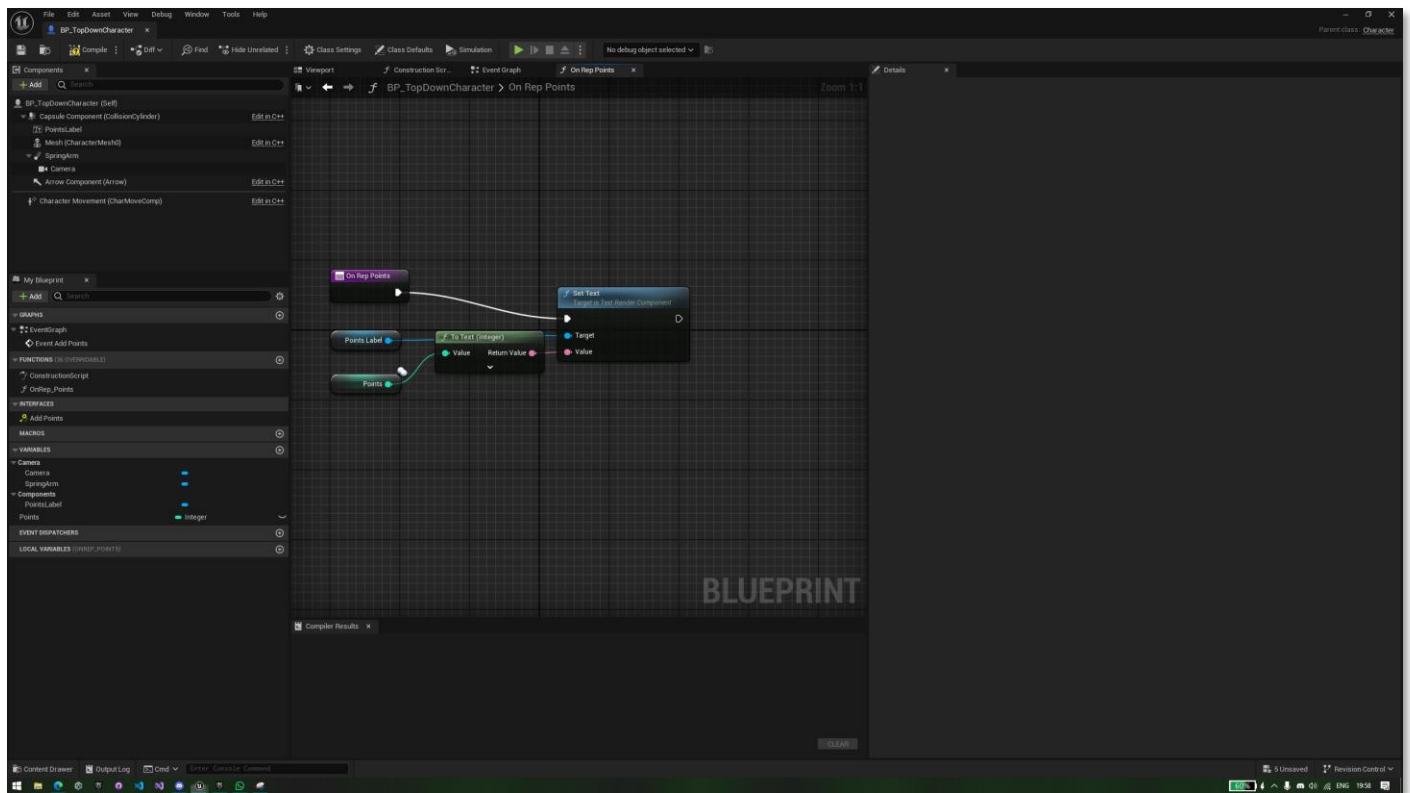 File Edit Asset View Debug Window Tools Help
BP_TopDownCharacter
Parent class: Character
Compile Diff Find Hide Unrelated Class Settings Class Defaults Simulation No debug object selected
Components
+ Add Search
BP_TopDownCharacter (Self)
Capsule Component (CollisionCylinder) Edit in C++
PointsLabel
Mesh (CharacterMesh0) Edit in C++
SpringArm
Camera
Arrow Component (Arrow) Edit in C++
Character Movement (CharMoveComp) Edit in C++
My Blueprint
+ Add Search
GRAPHS
EventGraph
Event Add Points
FUNCTIONS (36 OVERRIDABLE)
ConstructionScript
OnRep_Points
INTERFACES
Add Points
MACROS
VARIABLES
Camera
Camera
SpringArm
Components
PointsLabel
Points Integer
EVENT DISPATCHERS
LOCAL VARIABLES (ONREP_POINTS)
Viewport Construction Scr... Event Graph On Rep Points
BP_TopDownCharacter > On Rep Points Zoom 1:1
On Rep Points
Set Text
Target is Text Render Component
Target
Value
Points Label
To Text (Integer)
Value Return Value
Points
BLUEPRINT
Compiler Results
CLEAR
Details
Content Drawer Output Log Cmd Enter Console Command 5 Unsaved Revision Control
60% ENG 19:58